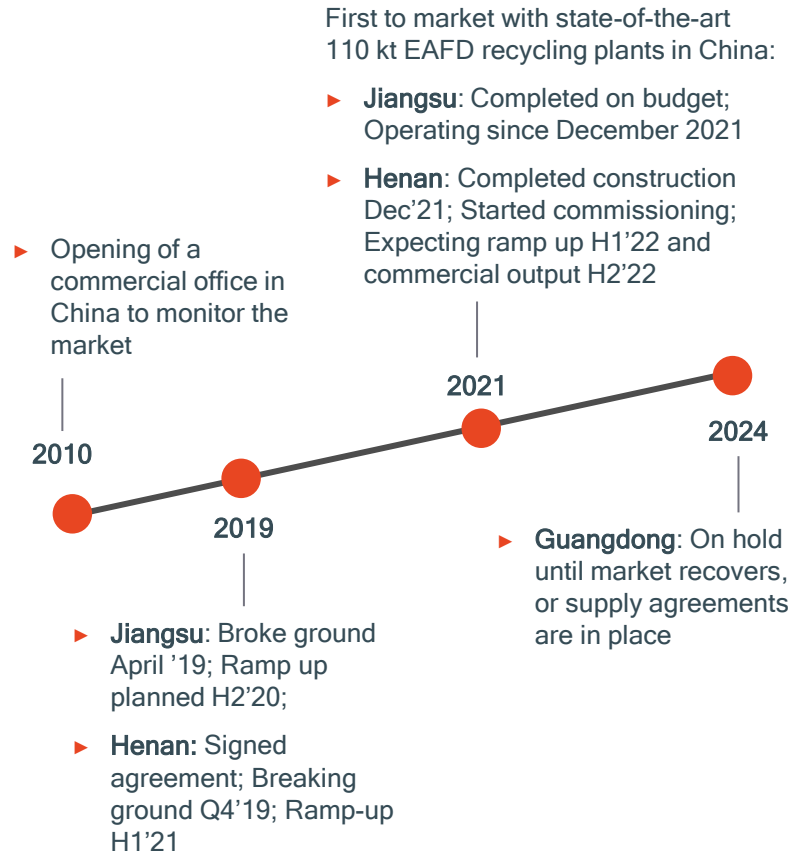 First to market with state-of-the-art
110 kt EAFD recycling plants in China:
► Jiangsu: Completed on budget;
Operating since December 2021
► Henan: Completed construction
Dec’21; Started commissioning;
Expecting ramp up H1’22 and
commercial output H2’22
► Opening of a
commercial office in
China to monitor the
market
2010
2019
2021
2024
► Jiangsu: Broke ground
April ’19; Ramp up
planned H2’20;
► Henan: Signed
agreement; Breaking
ground Q4’19; Ramp-up
H1’21
► Guangdong: On hold
until market recovers,
or supply agreements
are in place